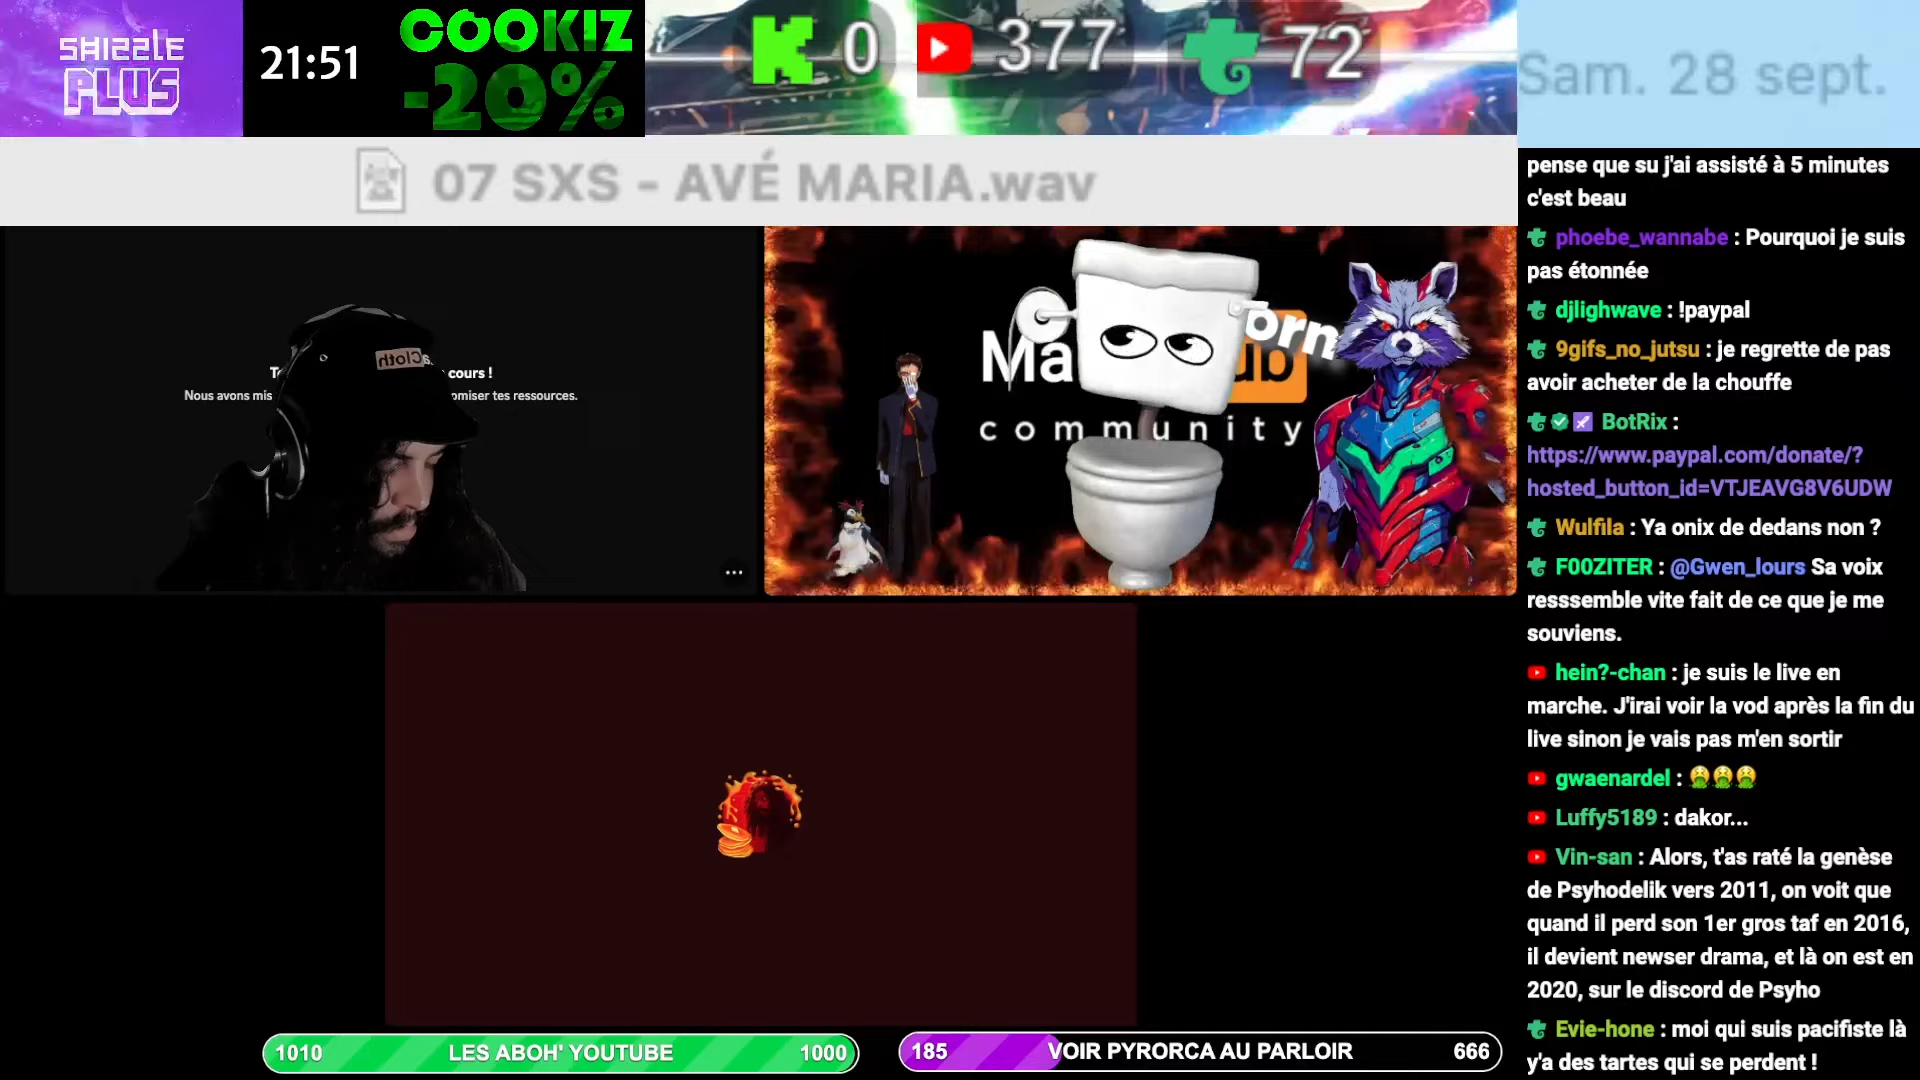 SHIZZLE
PLUS
21:51
COOKIZ
-20%
0
377
72
Sam. 28 sept.
07 SXS - AVÉ MARIA.wav
Cloth
cours !
Nous avons mis
omiser tes ressources.
Ma
orn
ub
community
pense que su j'ai assisté à 5 minutes
c'est beau
phoebe_wannabe : Pourquoi je suis
pas étonnée
djlighwave : !paypal
9gifs_no_jutsu : je regrette de pas
avoir acheter de la chouffe
BotRix :
https://www.paypal.com/donate/?
hosted_button_id=VTJEAVG8V6UDW
Wulfila : Ya onix de dedans non ?
F00ZITER : @Gwen_lours Sa voix
resssemble vite fait de ce que je me
souviens.
hein?-chan : je suis le live en
marche. J'irai voir la vod après la fin du
live sinon je vais pas m'en sortir
gwaenardel : 🤮🤮🤮
Luffy5189 : dakor...
Vin-san : Alors, t'as raté la genèse
de Psyhodelik vers 2011, on voit que
quand il perd son 1er gros taf en 2016,
il devient newser drama, et là on est en
2020, sur le discord de Psyho
Evie-hone : moi qui suis pacifiste là
y'a des tartes qui se perdent !
1010 LES ABOH' YOUTUBE 1000
185 VOIR PYRORCA AU PARLOIR 666